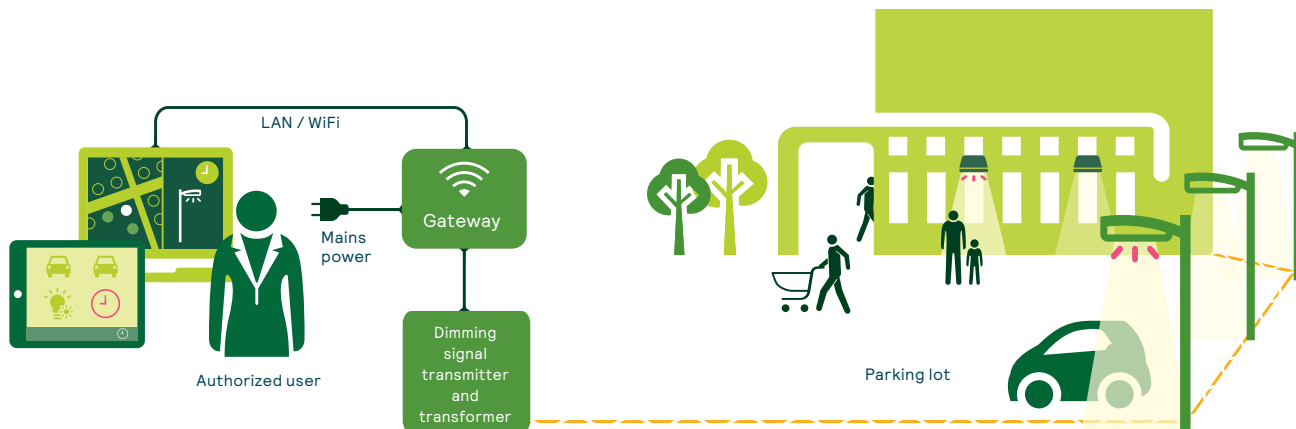 LAN / WiFi
Gateway
Mains
power
Dimming
signal
transmitter
and
transformer
Authorized user
Parking lot